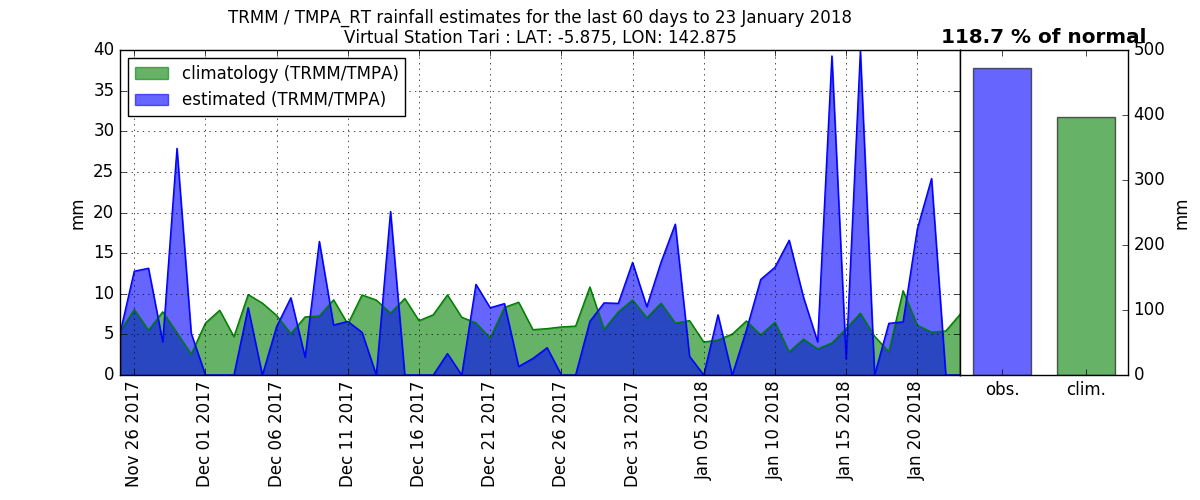 TRMM / TMPA_RT rainfall estimates for the last 60 days to 23 January 2018
Virtual Station Tari : LAT: -5.875, LON: 142.875
118.7 % of normal
climatology (TRMM/TMPA)
estimated (TRMM/TMPA)
40
35
30
25
20
15
10
5
0
mm
Nov 26 2017
Dec 01 2017
Dec 06 2017
Dec 11 2017
Dec 16 2017
Dec 21 2017
Dec 26 2017
Dec 31 2017
Jan 05 2018
Jan 10 2018
Jan 15 2018
Jan 20 2018
500
400
300
200
100
0
mm
obs.
clim.